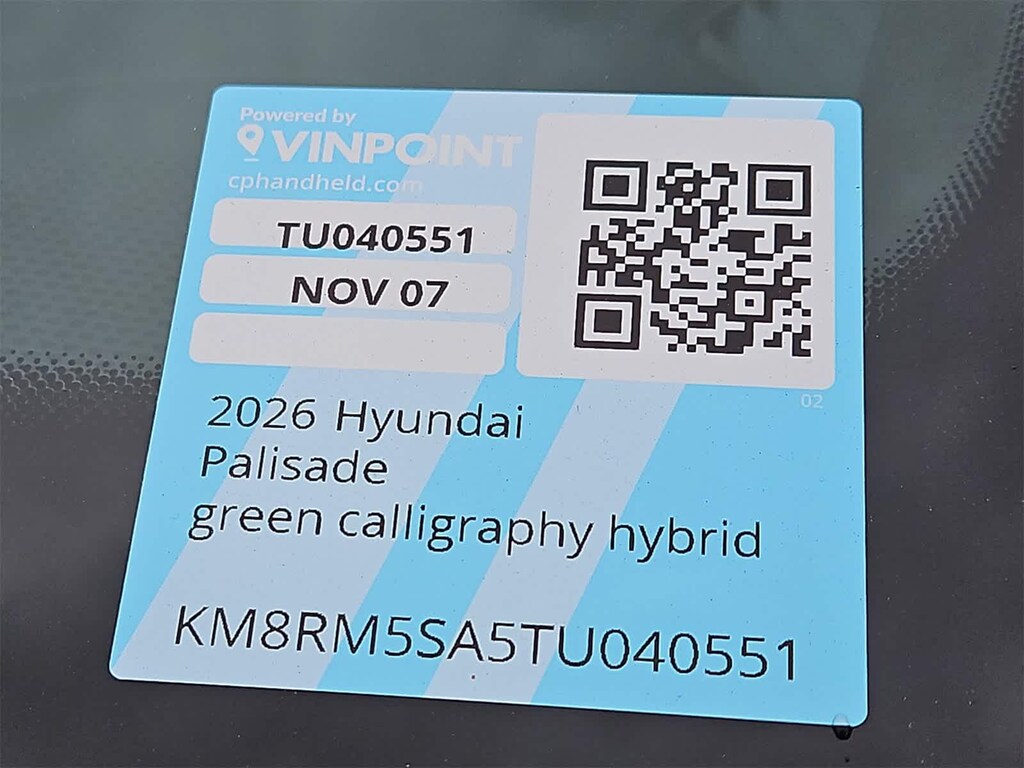 Powered by
VINPOINT
cphandheld.com
TU040551
NOV 07
02
2026 Hyundai
Palisade
green calligraphy hybrid
KM8RM5SA5TU040551